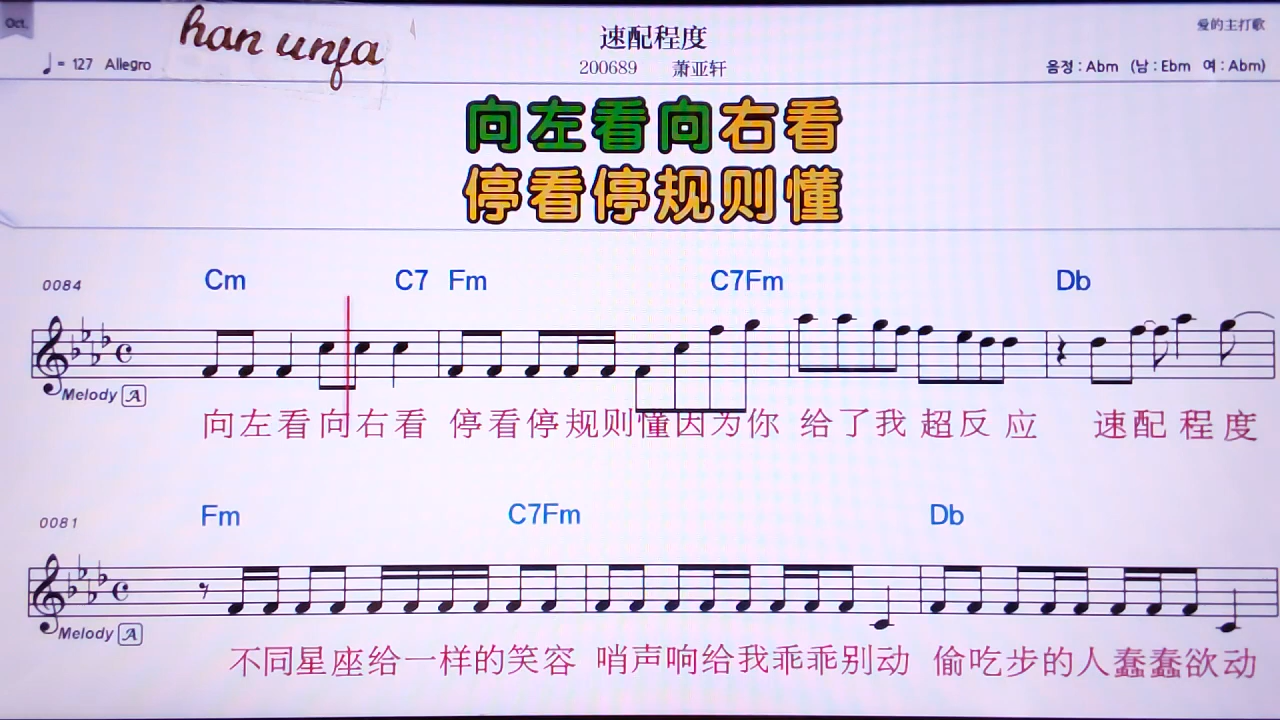 Oct.
han unfa
速配程度
爱的主打歌
♩= 127 Allegro
200689 萧亚轩
음정 : Abm (남 : Ebm 여 : Abm)
向左看向右看
停看停规则懂
0084
Cm C7 Fm C7Fm Db
Melody A
向左看向右看 停看停规则懂因为你 给了我超反应 速配程度
0081
Fm C7Fm Db
Melody A
不同星座给一样的笑容 哨声响给我乖乖别动 偷吃步的人蠢蠢欲动